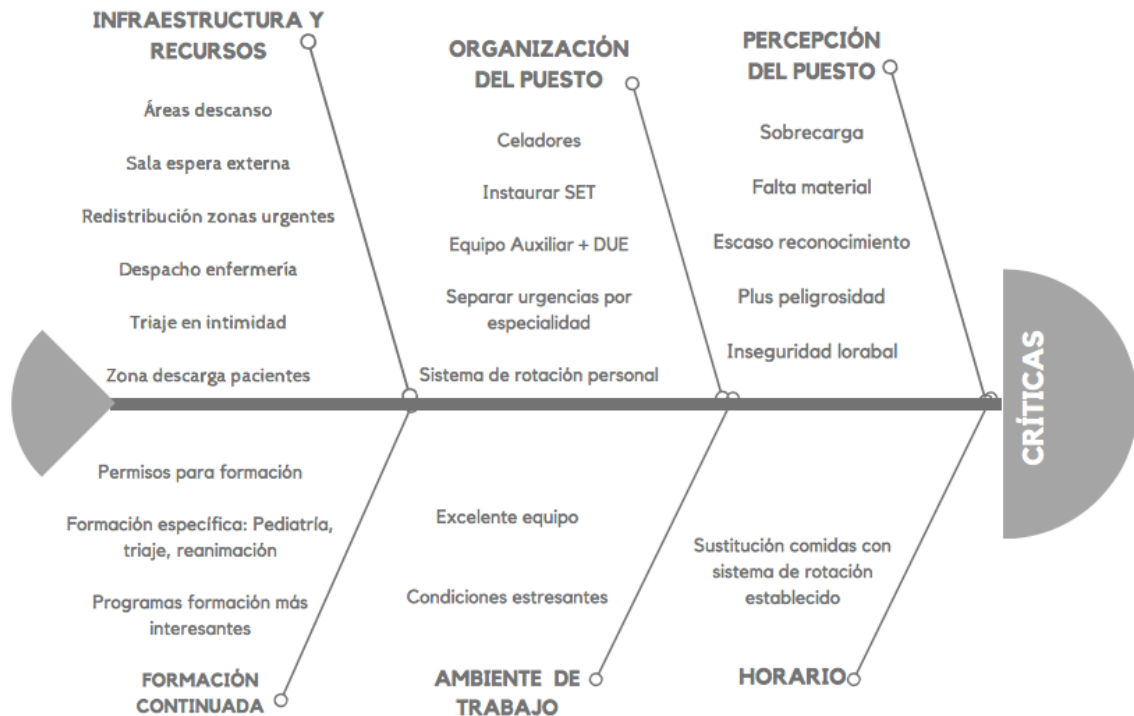 INFRAESTRUCTURA Y
RECURSOS
Áreas descanso
Sala espera externa
Redistribución zonas urgentes
Despacho enfermería
Triaje en intimidad
Zona descarga pacientes
ORGANIZACIÓN
DEL PUESTO
Celadores
Instaurar SET
Equipo Auxiliar + DUE
Separar urgencias por
especialidad
Sistema de rotación personal
PERCEPCIÓN
DEL PUESTO
Sobrecarga
Falta material
Escaso reconocimiento
Plus peligrosidad
Inseguridad lorabal
CRÍTICAS
Permisos para formación
Formación específica: Pediatría,
triaje, reanimación
Programas formación más
interesantes
FORMACIÓN
CONTINUADA
Excelente equipo
Condiciones estresantes
AMBIENTE DE
TRABAJO
Sustitución comidas con
sistema de rotación
establecido
HORARIO